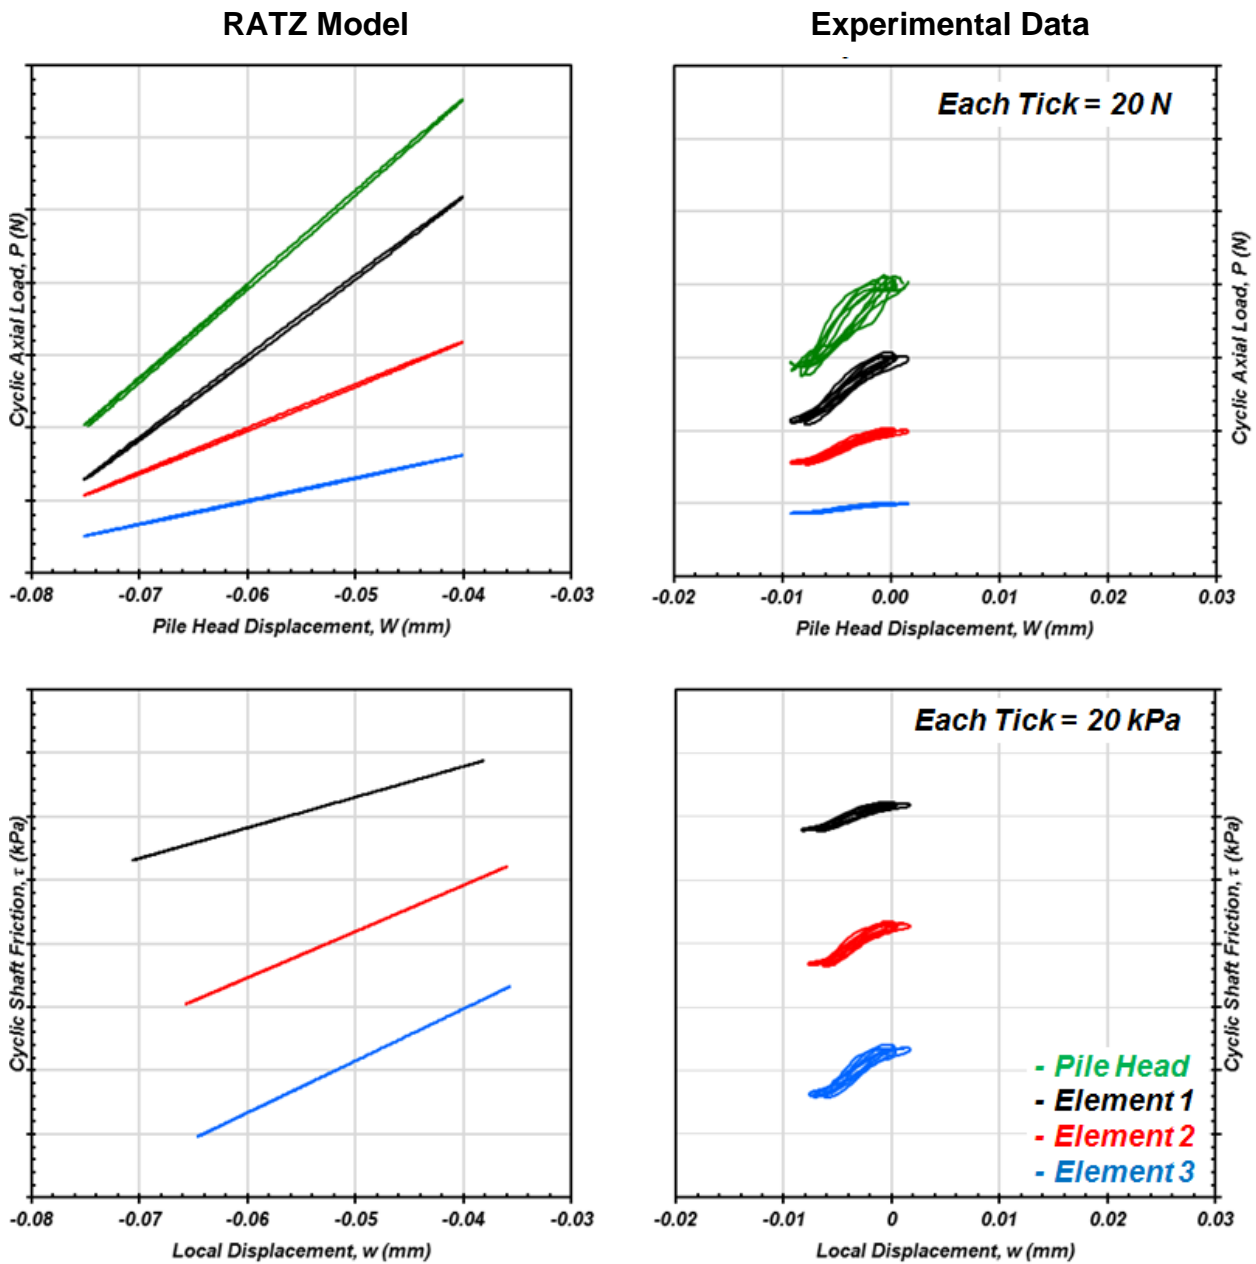 RATZ Model
Experimental Data
Each Tick = 20 N
Cyclic Axial Load, P (N)
Cyclic Axial Load, P (N)
-0.08 -0.07 -0.06 -0.05 -0.04 -0.03
-0.02 -0.01 0.00 0.01 0.02 0.03
Pile Head Displacement, W (mm)
Pile Head Displacement, W (mm)
Each Tick = 20 kPa
Cyclic Shaft Friction, τ (kPa)
Cyclic Shaft Friction, τ (kPa)
- Pile Head
- Element 1
- Element 2
- Element 3
-0.08 -0.07 -0.06 -0.05 -0.04 -0.03
-0.02 -0.01 0 0.01 0.02 0.03
Local Displacement, w (mm)
Local Displacement, w (mm)